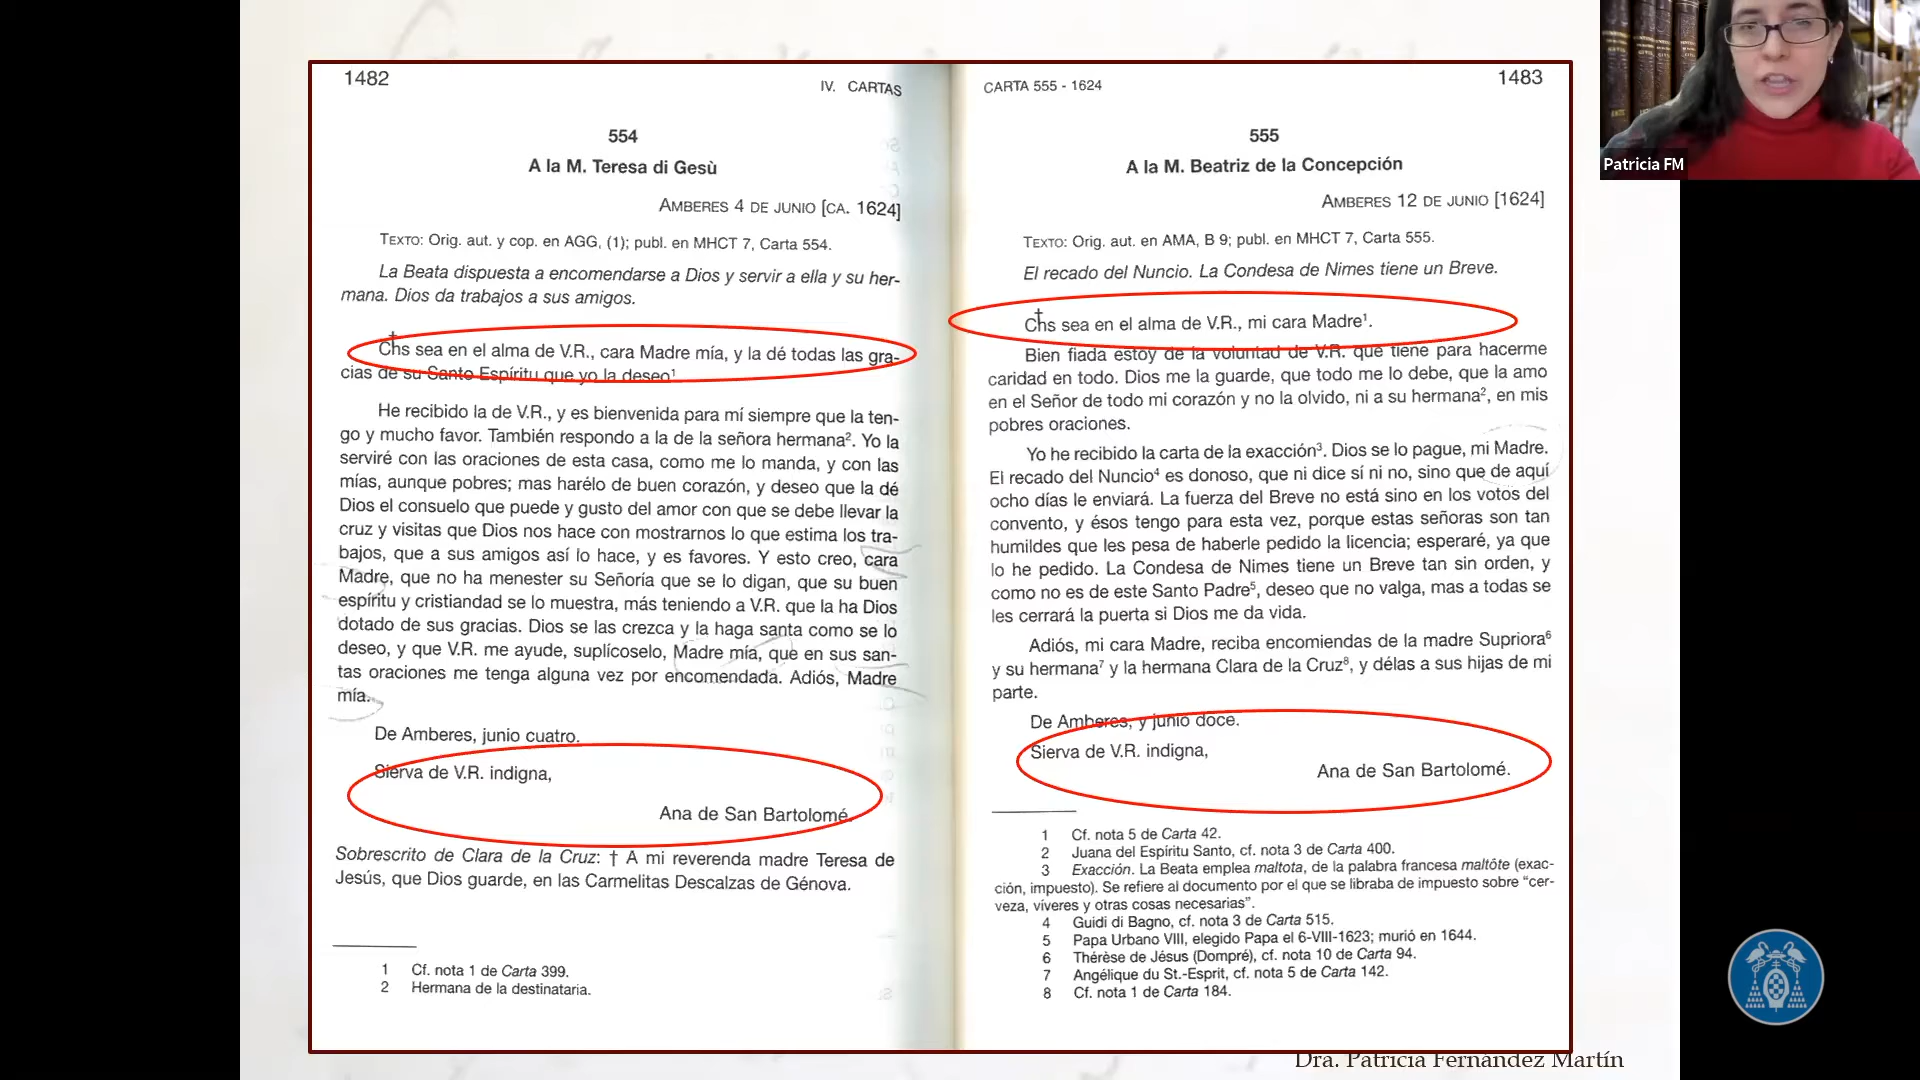 1482
IV. CARTAS
554
A la M. Teresa di Gesù
AMBERES 4 DE JUNIO [CA. 1624]
TEXTO: Orig. aut. y cop. en AGG, (1); publ. en MHCT 7, Carta 554.
La Beata dispuesta a encomendarse a Dios y servir a ella y su her-
mana. Dios da trabajos a sus amigos.
†
Chs sea en el alma de V.R., cara Madre mía, y la dé todas las gra-
cias de su Santo Espíritu que yo la deseo¹
He recibido la de V.R., y es bienvenida para mí siempre que la ten-
go y mucho favor. También respondo a la de la señora hermana². Yo la
serviré con las oraciones de esta casa, como me lo manda, y con las
mías, aunque pobres; mas harélo de buen corazón, y deseo que la dé
Dios el consuelo que puede y gusto del amor con que se debe llevar la
cruz y visitas que Dios nos hace con mostrarnos lo que estima los tra-
bajos, que a sus amigos así lo hace, y es favores. Y esto creo, cara
Madre, que no ha menester su Señoría que se lo digan, que su buen
espíritu y cristiandad se lo muestra, más teniendo a V.R. que la ha Dios
dotado de sus gracias. Dios se las crezca y la haga santa como se lo
deseo, y que V.R. me ayude, suplícoselo, Madre mía, que en sus san-
tas oraciones me tenga alguna vez por encomendada. Adiós, Madre
mía.
De Amberes, junio cuatro.
Sierva de V.R. indigna,
Ana de San Bartolomé.
Sobrescrito de Clara de la Cruz: † A mi reverenda madre Teresa de
Jesús, que Dios guarde, en las Carmelitas Descalzas de Génova.
1 Cf. nota 1 de Carta 399.
2 Hermana de la destinataria.
CARTA 555 - 1624
1483
555
A la M. Beatriz de la Concepción
AMBERES 12 DE JUNIO [1624]
TEXTO: Orig. aut. en AMA, B 9; publ. en MHCT 7, Carta 555.
El recado del Nuncio. La Condesa de Nimes tiene un Breve.
†
Chs sea en el alma de V.R., mi cara Madre¹.
Bien fiada estoy de la voluntad de V.R. que tiene para hacerme
caridad en todo. Dios me la guarde, que todo me lo debe, que la amo
en el Señor de todo mi corazón y no la olvido, ni a su hermana², en mis
pobres oraciones.
Yo he recibido la carta de la exacción³. Dios se lo pague, mi Madre.
El recado del Nuncio⁴ es donoso, que ni dice sí ni no, sino que de aquí
ocho días le enviará. La fuerza del Breve no está sino en los votos del
convento, y ésos tengo para esta vez, porque estas señoras son tan
humildes que les pesa de haberle pedido la licencia; esperaré, ya que
lo he pedido. La Condesa de Nimes tiene un Breve tan sin orden, y
como no es de este Santo Padre⁵, deseo que no valga, mas a todas se
les cerrará la puerta si Dios me da vida.
Adiós, mi cara Madre, reciba encomiendas de la madre Supriora⁶
y su hermana⁷ y la hermana Clara de la Cruz⁸, y délas a sus hijas de mi
parte.
De Amberes, y junio doce.
Sierva de V.R. indigna,
Ana de San Bartolomé.
1 Cf. nota 5 de Carta 42.
2 Juana del Espíritu Santo, cf. nota 3 de Carta 400.
3 Exacción. La Beata emplea maltota, de la palabra francesa maltôte (exac-
ción, impuesto). Se refiere al documento por el que se libraba de impuesto sobre “cer-
veza, víveres y otras cosas necesarias”.
4 Guidi di Bagno, cf. nota 3 de Carta 515.
5 Papa Urbano VIII, elegido Papa el 6-VIII-1623; murió en 1644.
6 Thérèse de Jésus (Dompré), cf. nota 10 de Carta 94.
7 Angélique du St.-Esprit, cf. nota 5 de Carta 142.
8 Cf. nota 1 de Carta 184.
Patricia FM
Dra. Patricia Fernández Martín